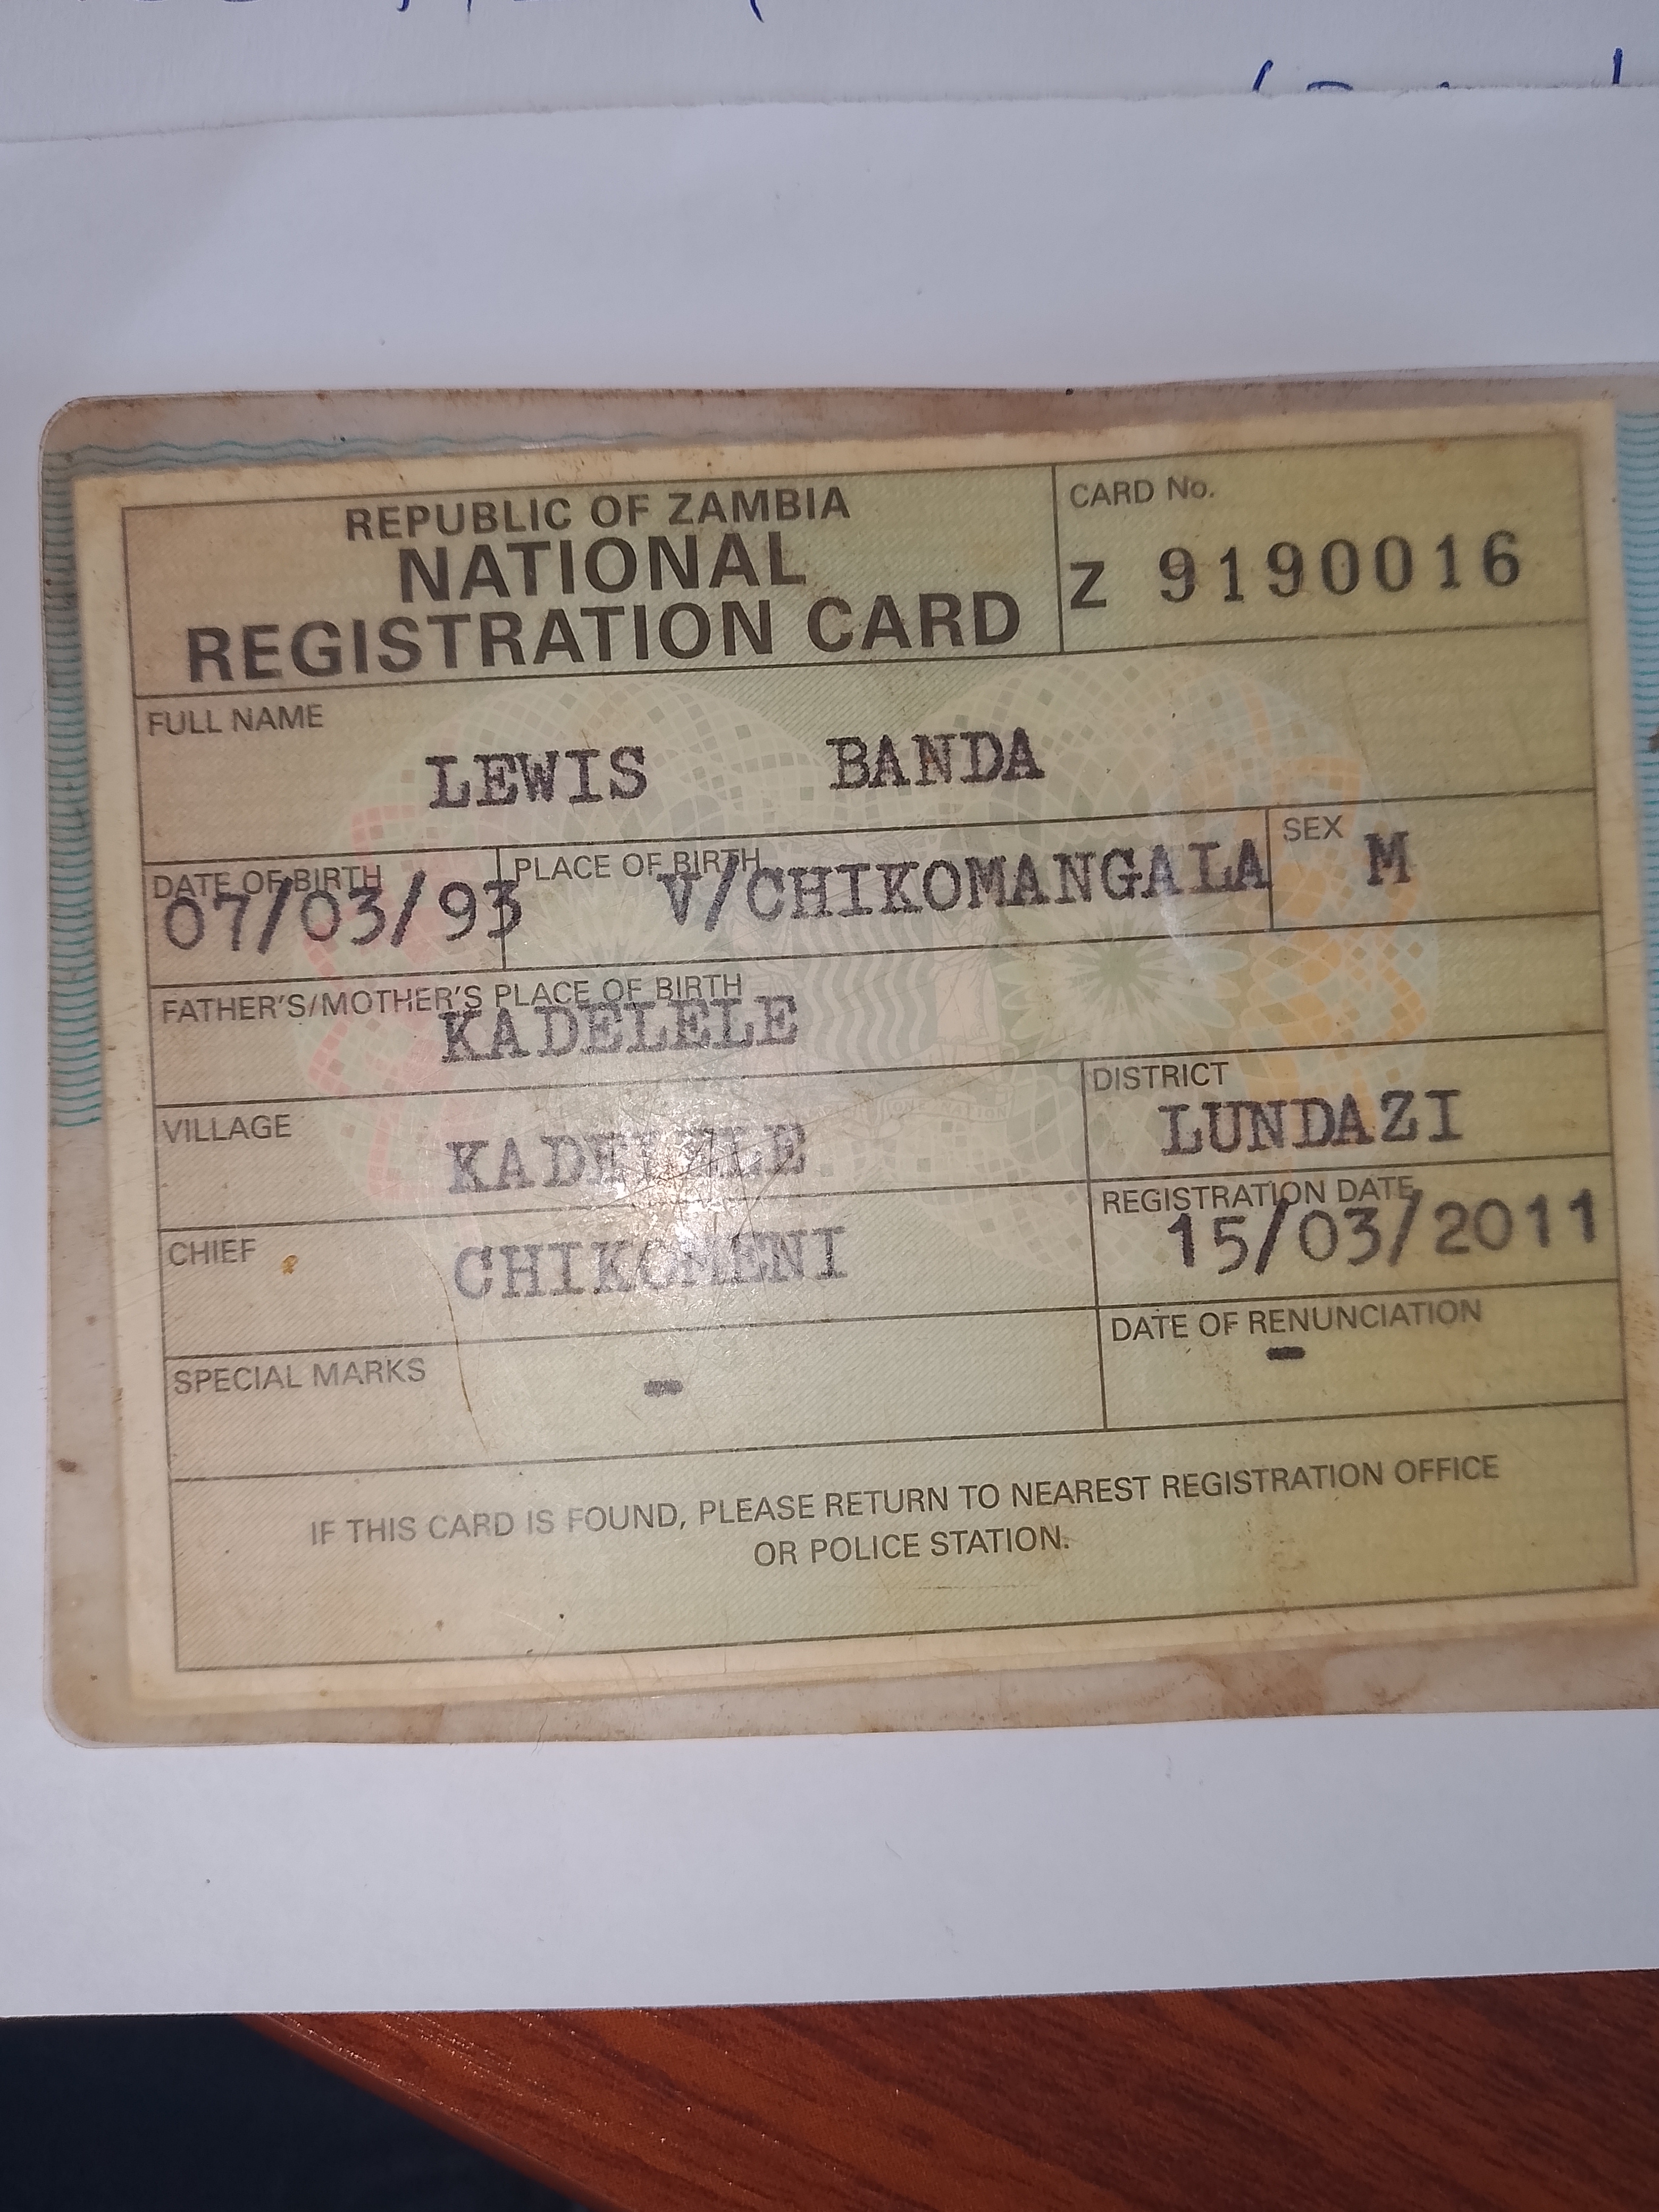 REPUBLIC OF ZAMBIA
NATIONAL
REGISTRATION CARD
CARD No.
Z 9190016
FULL NAME
LEWIS BANDA
DATE OF BIRTH
07/03/93
PLACE OF BIRTH
V/CHIKOMANGALA
SEX
M
FATHER'S/MOTHER'S PLACE OF BIRTH
KADELELE
VILLAGE
KADELELE
DISTRICT
LUNDAZI
CHIEF
CHIKOMENI
REGISTRATION DATE
15/03/2011
SPECIAL MARKS
-
DATE OF RENUNCIATION
-
IF THIS CARD IS FOUND, PLEASE RETURN TO NEAREST REGISTRATION OFFICE
OR POLICE STATION.